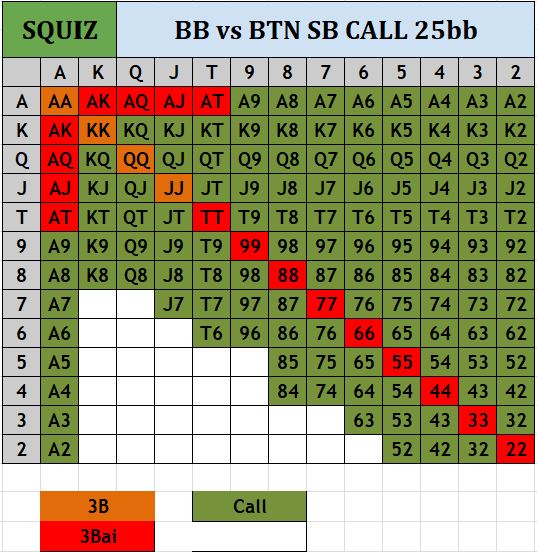 SQUIZ BB vs BTN SB CALL 25bb
A K Q J T 9 8 7 6 5 4 3 2
A AA AK AQ AJ AT A9 A8 A7 A6 A5 A4 A3 A2
K AK KK KQ KJ KT K9 K8 K7 K6 K5 K4 K3 K2
Q AQ KQ QQ QJ QT Q9 Q8 Q7 Q6 Q5 Q4 Q3 Q2
J AJ KJ QJ JJ JT J9 J8 J7 J6 J5 J4 J3 J2
T AT KT QT JT TT T9 T8 T7 T6 T5 T4 T3 T2
9 A9 K9 Q9 J9 T9 99 98 97 96 95 94 93 92
8 A8 K8 Q8 J8 T8 98 88 87 86 85 84 83 82
7 A7 J7 T7 97 87 77 76 75 74 73 72
6 A6 T6 96 86 76 66 65 64 63 62
5 A5 85 75 65 55 54 53 52
4 A4 84 74 64 54 44 43 42
3 A3 63 53 43 33 32
2 A2 52 42 32 22
3B Call
3Bai